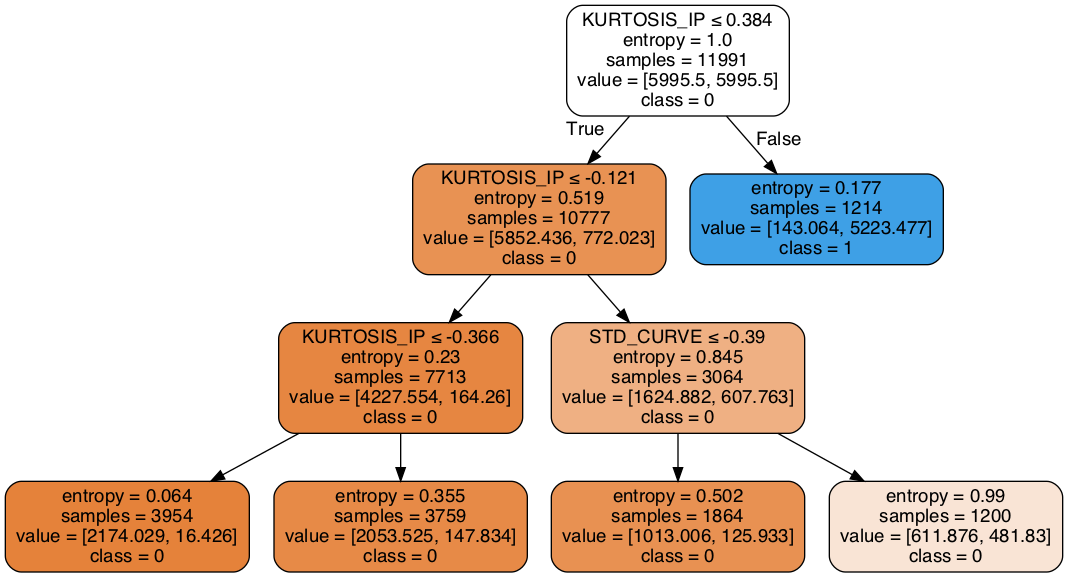 KURTOSIS_IP ≤ 0.384
entropy = 1.0
samples = 11991
value = [5995.5, 5995.5]
class = 0
True
False
KURTOSIS_IP ≤ -0.121
entropy = 0.519
samples = 10777
value = [5852.436, 772.023]
class = 0
entropy = 0.177
samples = 1214
value = [143.064, 5223.477]
class = 1
KURTOSIS_IP ≤ -0.366
entropy = 0.23
samples = 7713
value = [4227.554, 164.26]
class = 0
STD_CURVE ≤ -0.39
entropy = 0.845
samples = 3064
value = [1624.882, 607.763]
class = 0
entropy = 0.064
samples = 3954
value = [2174.029, 16.426]
class = 0
entropy = 0.355
samples = 3759
value = [2053.525, 147.834]
class = 0
entropy = 0.502
samples = 1864
value = [1013.006, 125.933]
class = 0
entropy = 0.99
samples = 1200
value = [611.876, 481.83]
class = 0